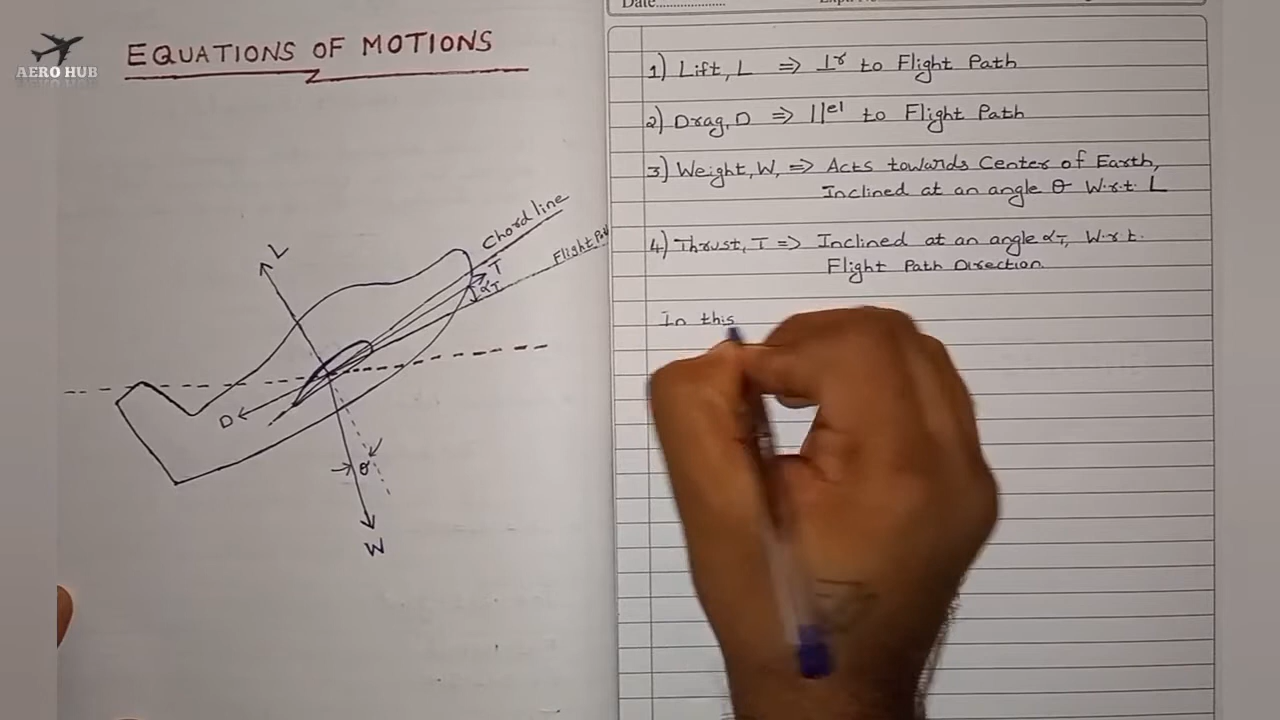 AERO HUB
EQUATIONS OF MOTIONS
L
Chord line
Flight Pat
T
αT
D
θ
W
Date
1) Lift, L ⇒ ⊥r to Flight Path
2) Drag, D ⇒ ||el to Flight Path
3) Weight, W, ⇒ Acts towards Center of Earth,
Inclined at an angle θ W.r.t. L
4) Thrust, T ⇒ Inclined at an angle αT, W.r.t.
Flight Path Direction.
In this